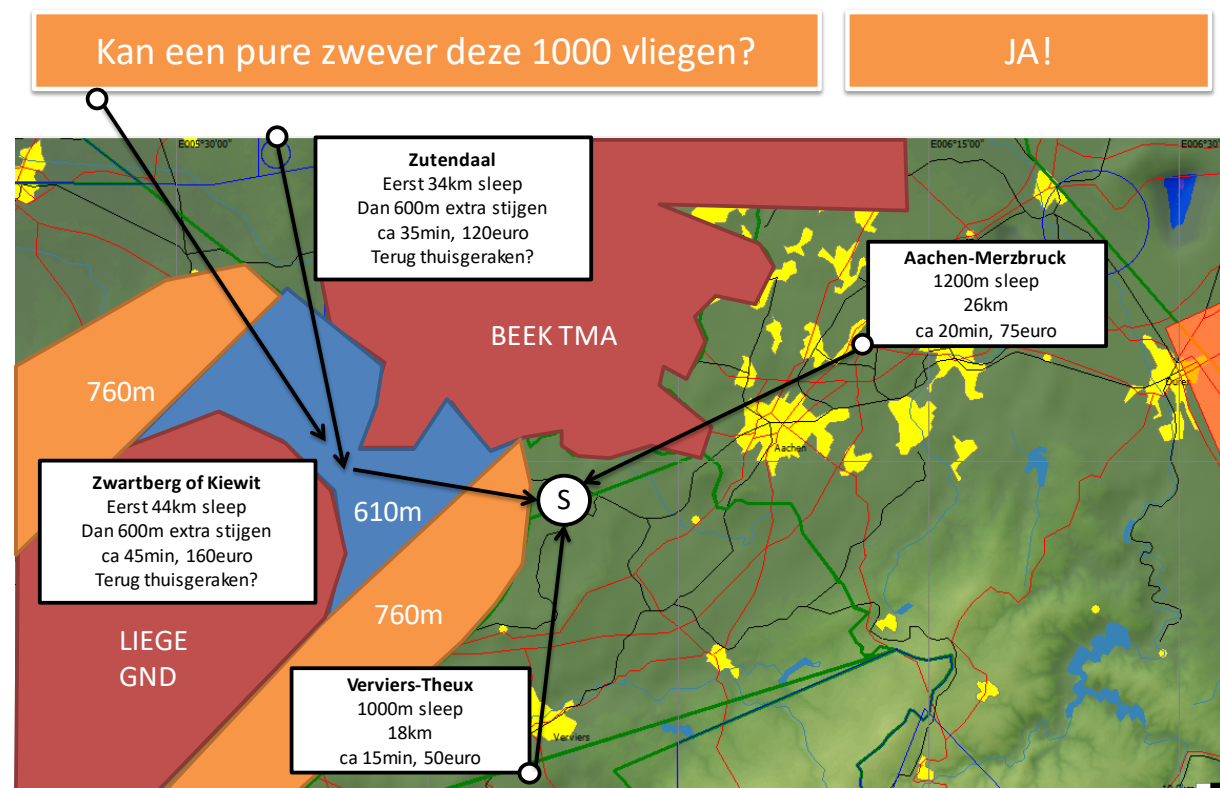 Kan een pure zwever deze 1000 vliegen?
JA!
E005°30'00"
E006°15'00"
Zutendaal
Eerst 34km sleep
Dan 600m extra stijgen
ca 35min, 120euro
Terug thuisgeraken?
Aachen-Merzbruck
1200m sleep
26km
ca 20min, 75euro
BEEK TMA
760m
Düren
Aachen
Zwartberg of Kiewit
Eerst 44km sleep
Dan 600m extra stijgen
ca 45min, 160euro
Terug thuisgeraken?
610m
S
760m
LIEGE
GND
Verviers-Theux
1000m sleep
18km
ca 15min, 50euro
Verviers